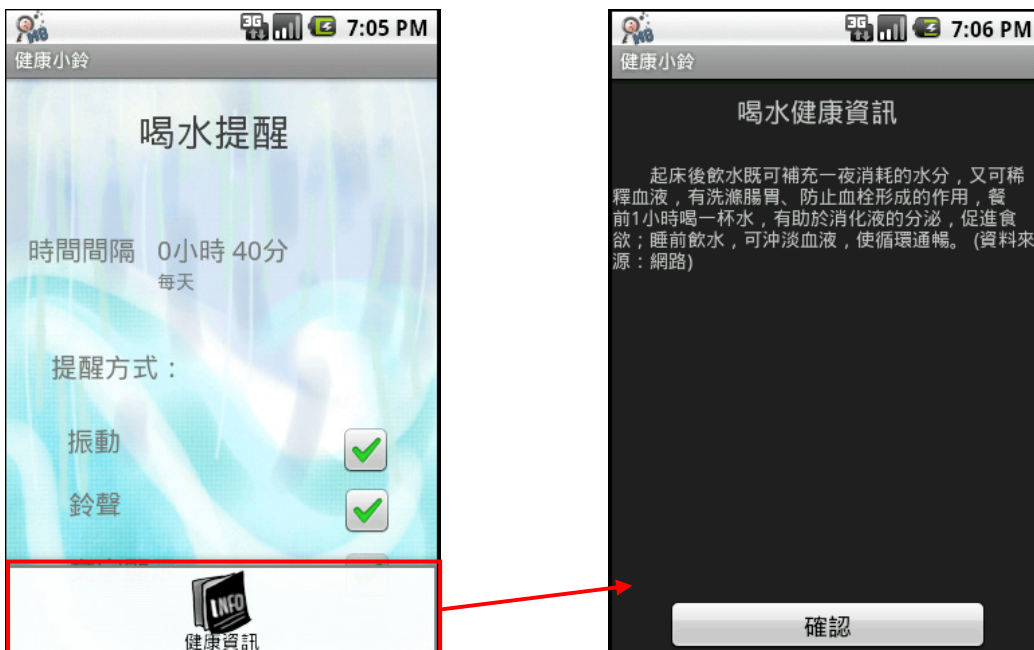 3G 7:05 PM
MB
健康小鈴
喝水提醒
時間間隔 0小時 40分
每天
提醒方式：
振動
鈴聲
INFO
健康資訊
3G 7:06 PM
MB
健康小鈴
喝水健康資訊
起床後飲水既可補充一夜消耗的水分，又可稀
釋血液，有洗滌腸胃、防止血栓形成的作用，餐
前1小時喝一杯水，有助於消化液的分泌，促進食
欲；睡前飲水，可沖淡血液，使循環通暢。 (資料來
源：網路)
確認